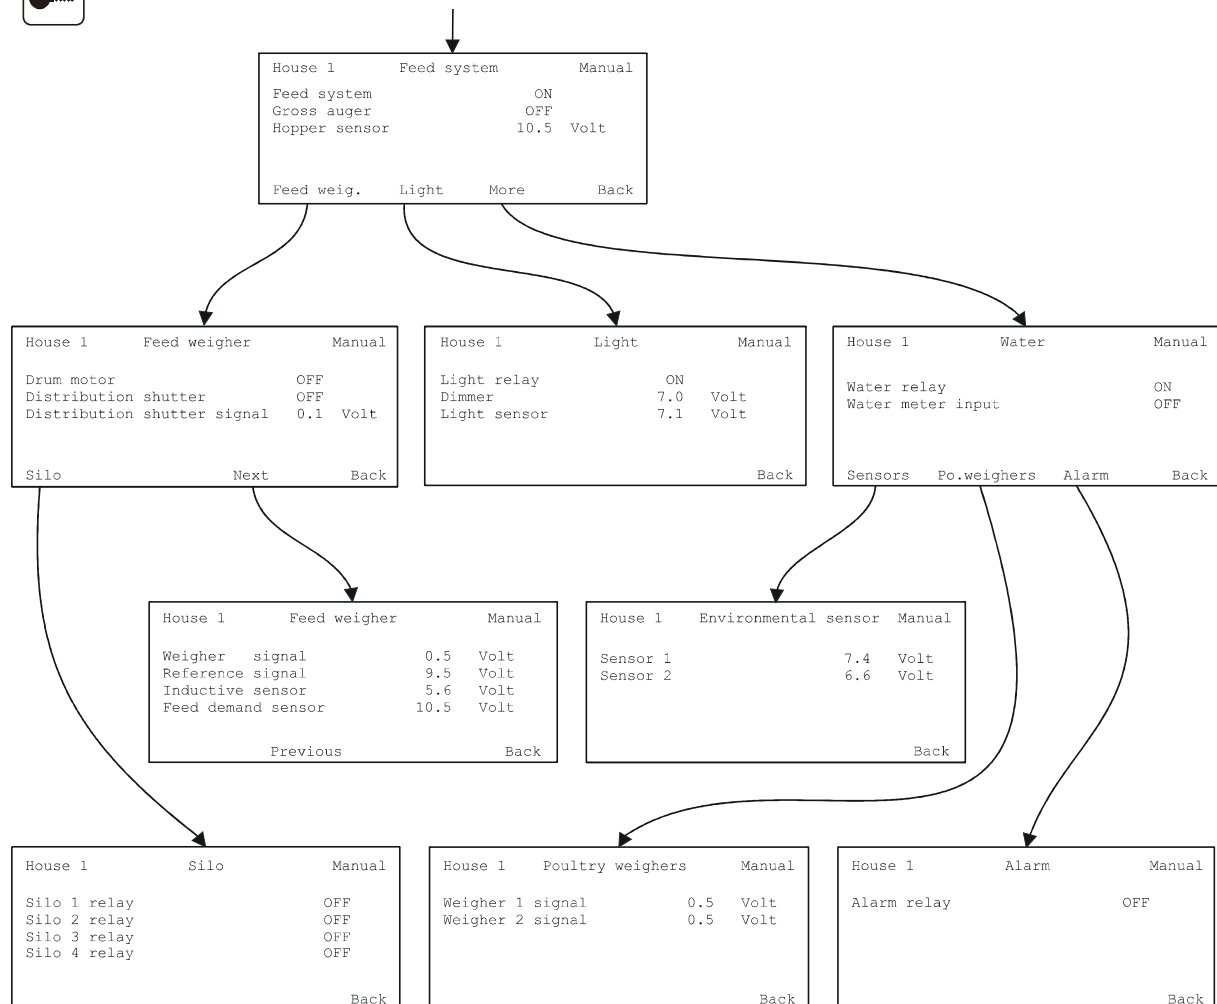 House 1 Feed system Manual
Feed system ON
Gross auger OFF
Hopper sensor 10.5 Volt
Feed weig. Light More Back
House 1 Feed weigher Manual
Drum motor OFF
Distribution shutter OFF
Distribution shutter signal 0.1 Volt
Silo Next Back
House 1 Light Manual
Light relay ON
Dimmer 7.0 Volt
Light sensor 7.1 Volt
Back
House 1 Water Manual
Water relay ON
Water meter input OFF
Sensors Po.weighers Alarm Back
House 1 Feed weigher Manual
Weigher signal 0.5 Volt
Reference signal 9.5 Volt
Inductive sensor 5.6 Volt
Feed demand sensor 10.5 Volt
Previous Back
House 1 Environmental sensor Manual
Sensor 1 7.4 Volt
Sensor 2 6.6 Volt
Back
House 1 Silo Manual
Silo 1 relay OFF
Silo 2 relay OFF
Silo 3 relay OFF
Silo 4 relay OFF
Back
House 1 Poultry weighers Manual
Weigher 1 signal 0.5 Volt
Weigher 2 signal 0.5 Volt
Back
House 1 Alarm Manual
Alarm relay OFF
Back